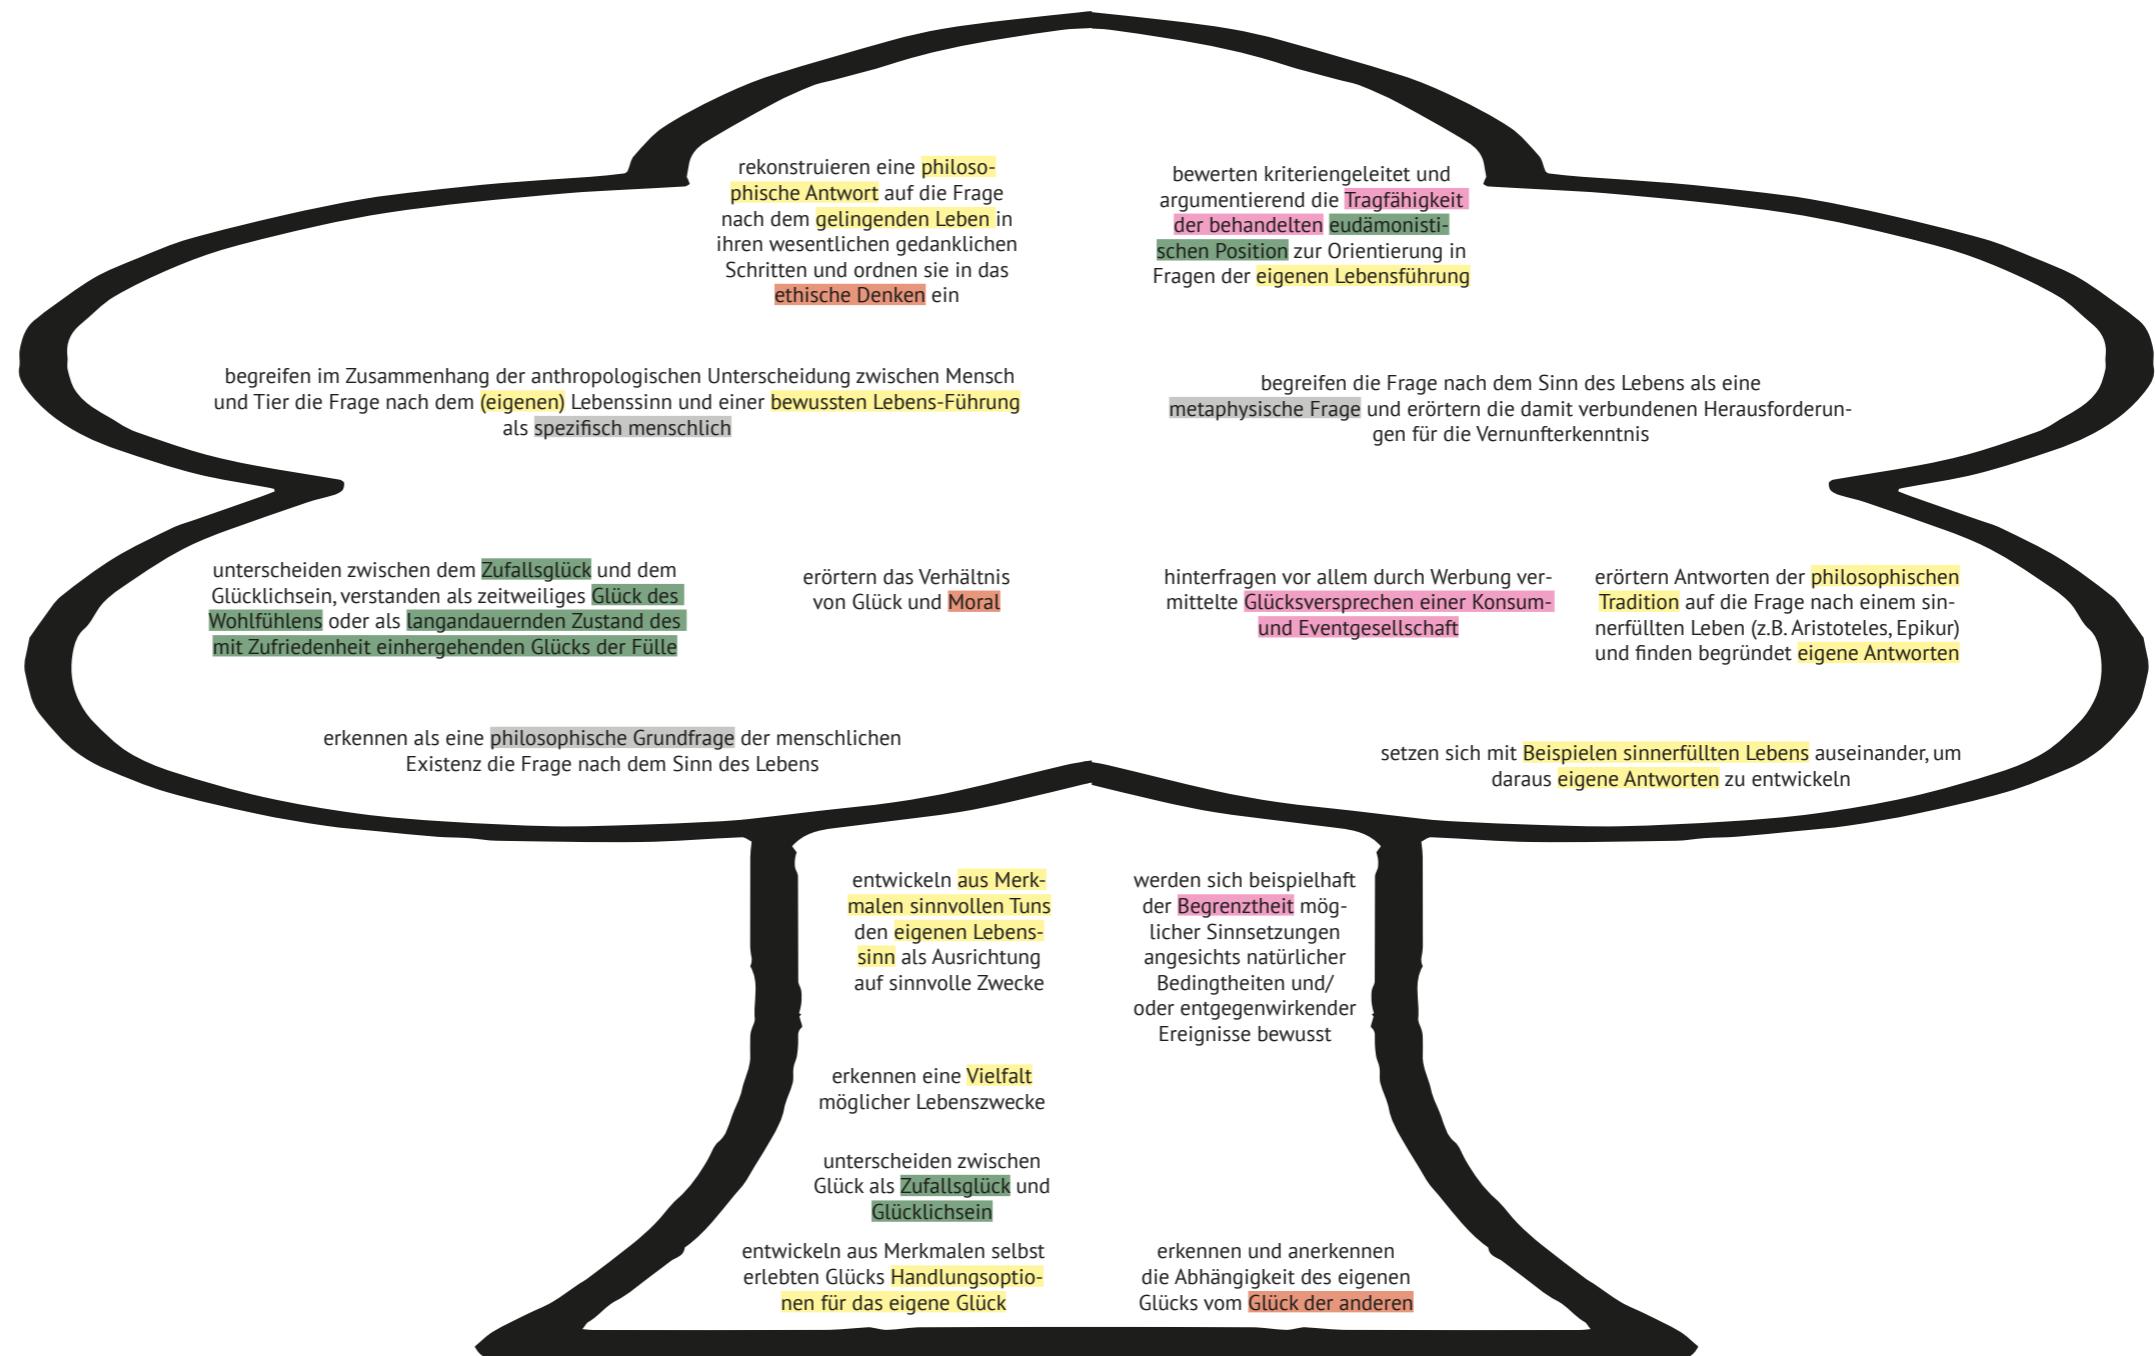 rekonstruieren eine philoso-
phische Antwort auf die Frage
nach dem gelingenden Leben in
ihren wesentlichen gedanklichen
Schritten und ordnen sie in das
ethische Denken ein
bewerten kriteriengeleitet und
argumentierend die Tragfähigkeit
der behandelten eudämonisti-
schen Position zur Orientierung in
Fragen der eigenen Lebensführung
begreifen im Zusammenhang der anthropologischen Unterscheidung zwischen Mensch
und Tier die Frage nach dem (eigenen) Lebenssinn und einer bewussten Lebens-Führung
als spezifisch menschlich
begreifen die Frage nach dem Sinn des Lebens als eine
metaphysische Frage und erörtern die damit verbundenen Herausforderun-
gen für die Vernunfterkenntnis
unterscheiden zwischen dem Zufallsglück und dem
Glücklichsein, verstanden als zeitweiliges Glück des
Wohlfühlens oder als langandauernden Zustand des
mit Zufriedenheit einhergehenden Glücks der Fülle
erörtern das Verhältnis
von Glück und Moral
hinterfragen vor allem durch Werbung ver-
mittelte Glücksversprechen einer Konsum-
und Eventgesellschaft
erörtern Antworten der philosophischen
Tradition auf die Frage nach einem sin-
nerfüllten Leben (z.B. Aristoteles, Epikur)
und finden begründet eigene Antworten
erkennen als eine philosophische Grundfrage der menschlichen
Existenz die Frage nach dem Sinn des Lebens
setzen sich mit Beispielen sinnerfüllten Lebens auseinander, um
daraus eigene Antworten zu entwickeln
entwickeln aus Merk-
malen sinnvollen Tuns
den eigenen Lebens-
sinn als Ausrichtung
auf sinnvolle Zwecke
werden sich beispielhaft
der Begrenztheit mög-
licher Sinnsetzungen
angesichts natürlicher
Bedingtheiten und/
oder entgegenwirkender
Ereignisse bewusst
erkennen eine Vielfalt
möglicher Lebenszwecke
unterscheiden zwischen
Glück als Zufallsglück und
Glücklichsein
entwickeln aus Merkmalen selbst
erlebten Glücks Handlungsoptio-
nen für das eigene Glück
erkennen und anerkennen
die Abhängigkeit des eigenen
Glücks vom Glück der anderen